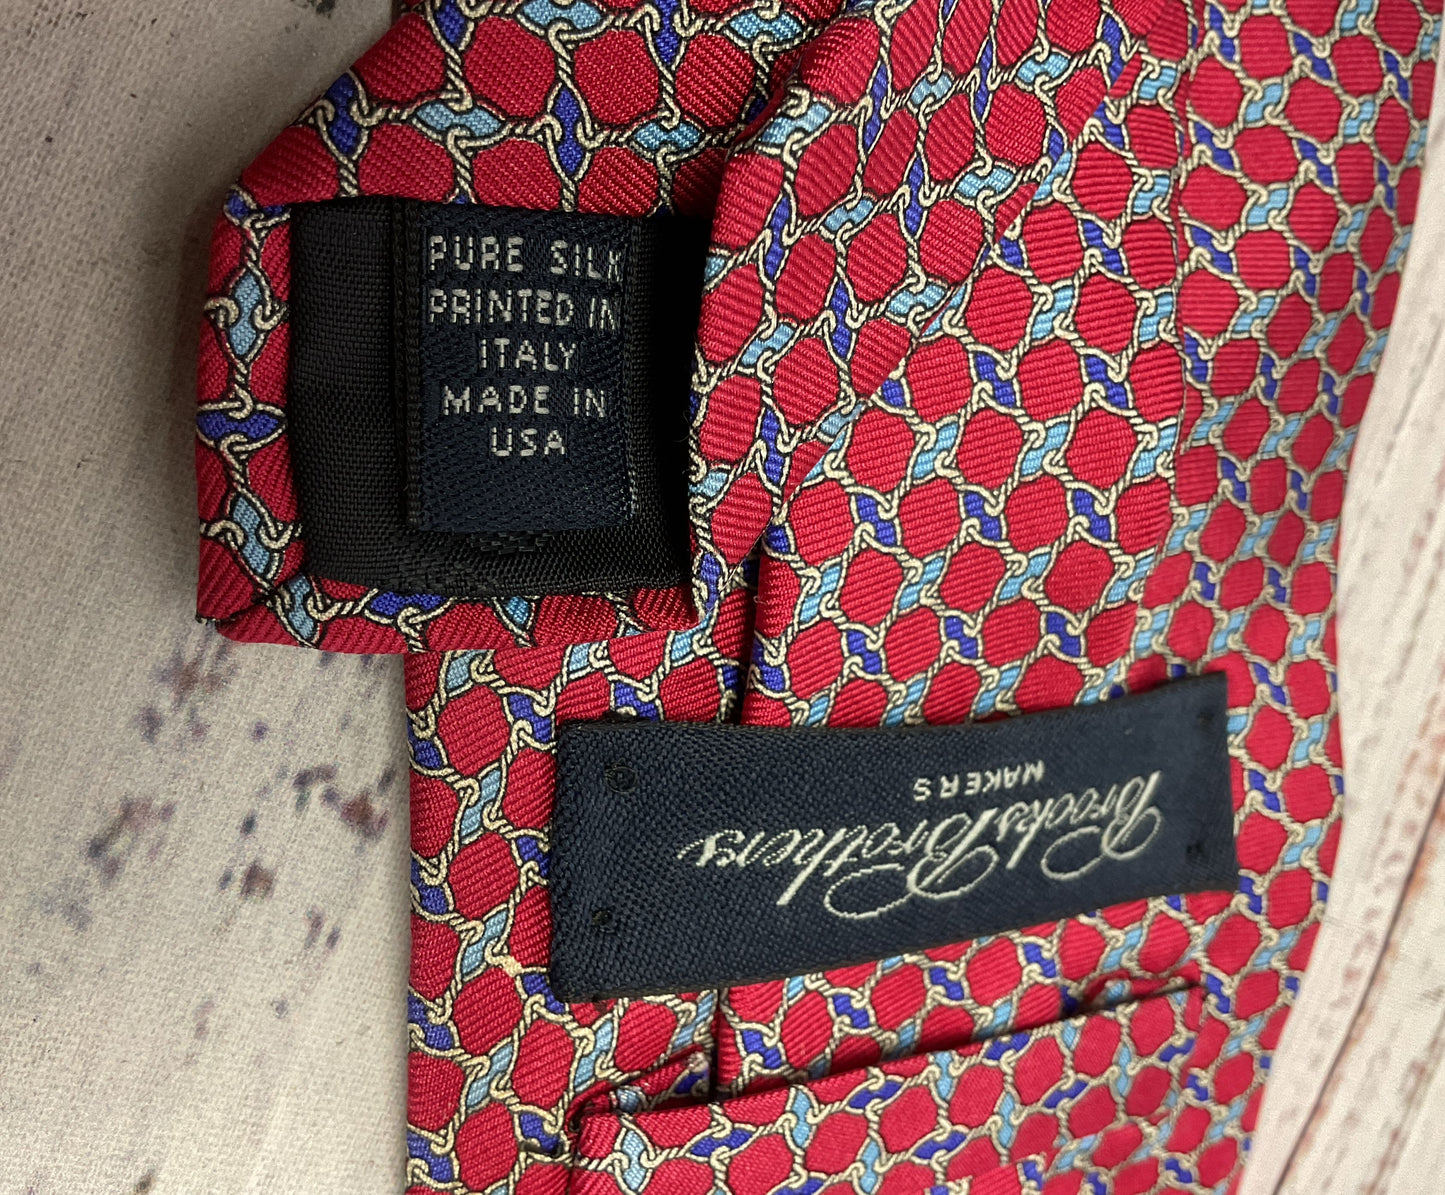 PURE SILK
PRINTED IN
ITALY
MADE IN
USA
Brooks Brothers
MAKERS